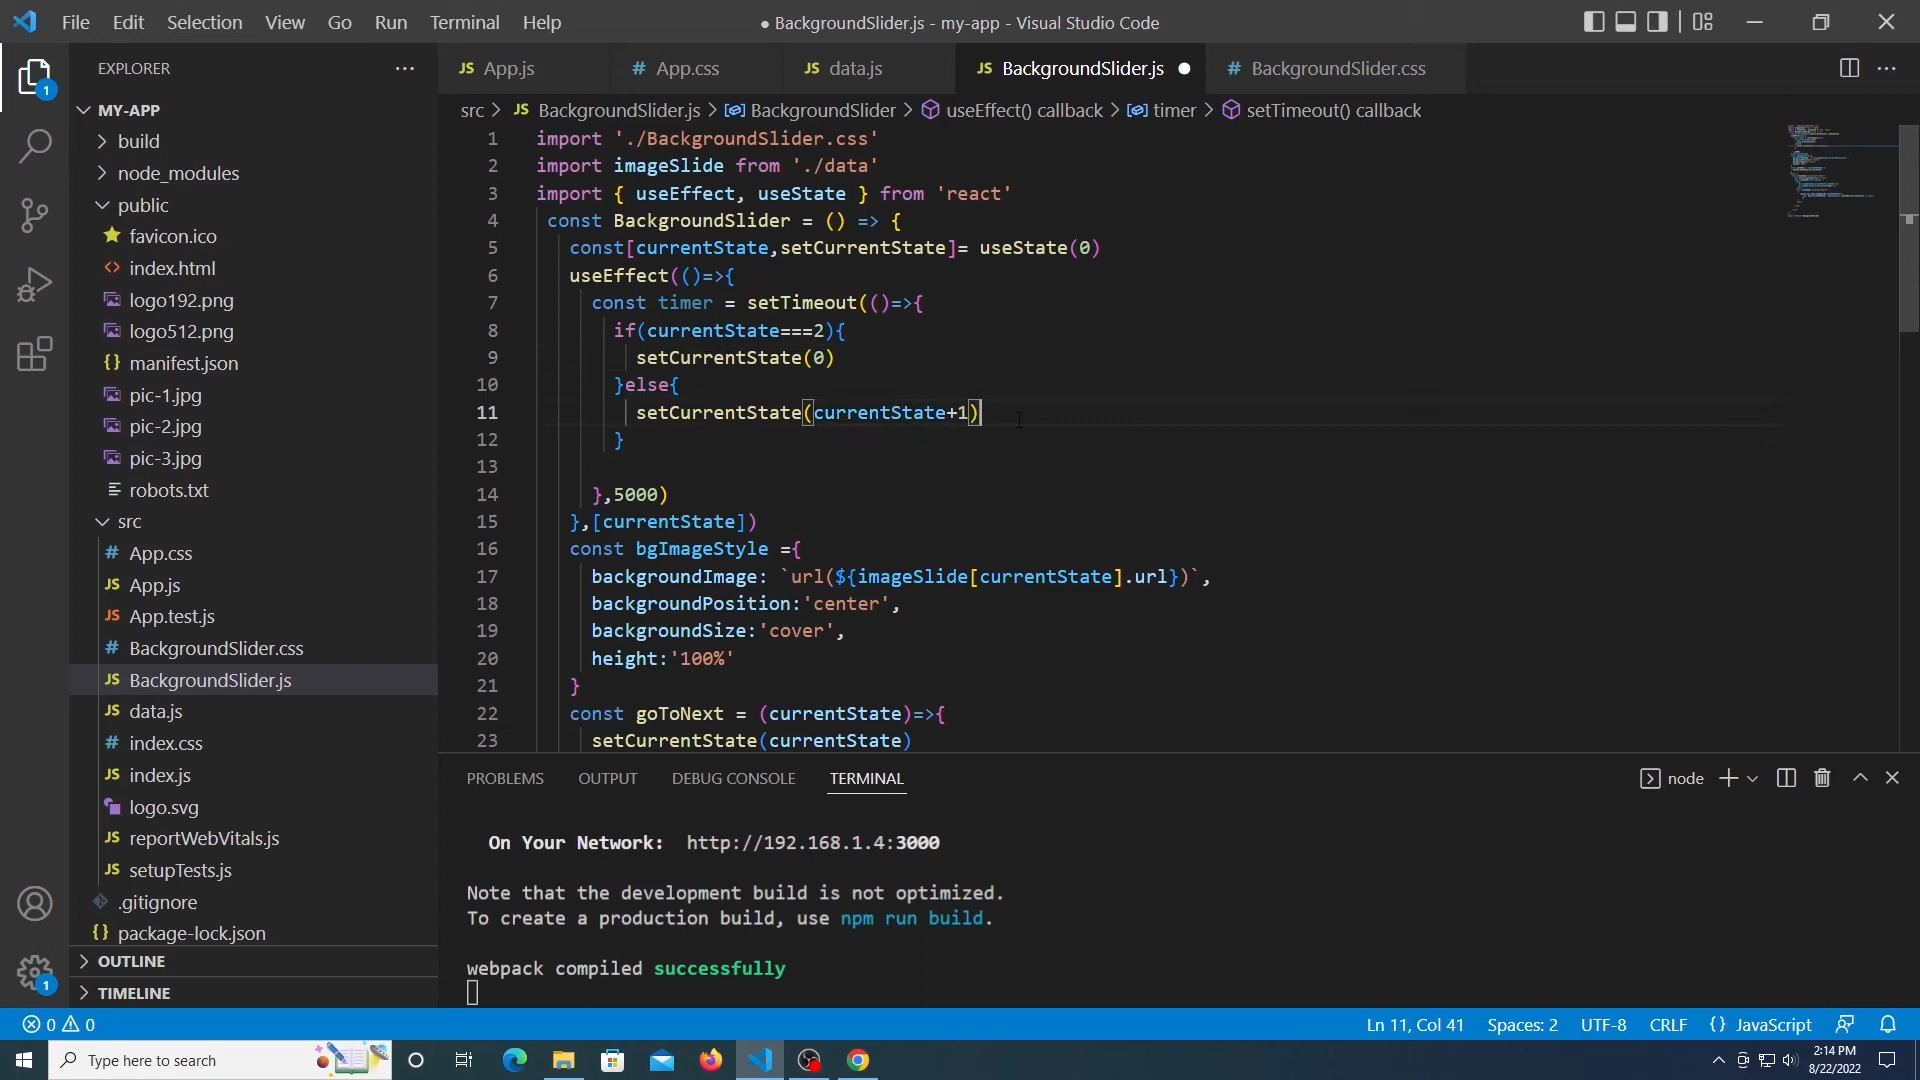 File Edit Selection View Go Run Terminal Help
● BackgroundSlider.js - my-app - Visual Studio Code
EXPLORER
MY-APP
build
node_modules
public
favicon.ico
index.html
logo192.png
logo512.png
manifest.json
pic-1.jpg
pic-2.jpg
pic-3.jpg
robots.txt
src
App.css
App.js
App.test.js
BackgroundSlider.css
BackgroundSlider.js
data.js
index.css
index.js
logo.svg
reportWebVitals.js
setupTests.js
.gitignore
package-lock.json
OUTLINE
TIMELINE
1
1
JS App.js # App.css JS data.js JS BackgroundSlider.js ● # BackgroundSlider.css
src > JS BackgroundSlider.js > BackgroundSlider > useEffect() callback > timer > setTimeout() callback
1 import './BackgroundSlider.css'
2 import imageSlide from './data'
3 import { useEffect, useState } from 'react'
4 const BackgroundSlider = () => {
5 const[currentState,setCurrentState]= useState(0)
6 useEffect(()=>{
7 const timer = setTimeout(()=>{
8 if(currentState===2){
9 setCurrentState(0)
10 }else{
11 setCurrentState(currentState+1)
12 }
13
14 },5000)
15 },[currentState])
16 const bgImageStyle ={
17 backgroundImage: `url(${imageSlide[currentState].url})`,
18 backgroundPosition:'center',
19 backgroundSize:'cover',
20 height:'100%'
21 }
22 const goToNext = (currentState)=>{
23 setCurrentState(currentState)
PROBLEMS OUTPUT DEBUG CONSOLE TERMINAL
node
On Your Network: http://192.168.1.4:3000
Note that the development build is not optimized.
To create a production build, use npm run build.
webpack compiled successfully
0 0
Ln 11, Col 41 Spaces: 2 UTF-8 CRLF {} JavaScript
Type here to search
2:14 PM
8/22/2022